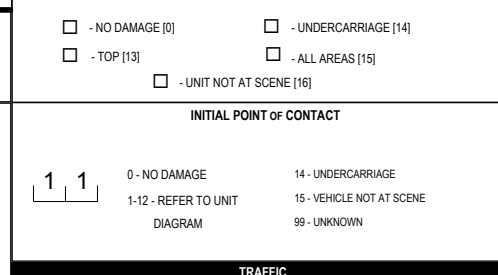 ☐ - NO DAMAGE [0] ☐ - UNDERCARRIAGE [14]
☐ - TOP [13] ☐ - ALL AREAS [15]
☐ - UNIT NOT AT SCENE [16]
INITIAL POINT OF CONTACT
1 1
0 - NO DAMAGE 14 - UNDERCARRIAGE
1-12 - REFER TO UNIT 15 - VEHICLE NOT AT SCENE
DIAGRAM 99 - UNKNOWN
TRAFFIC